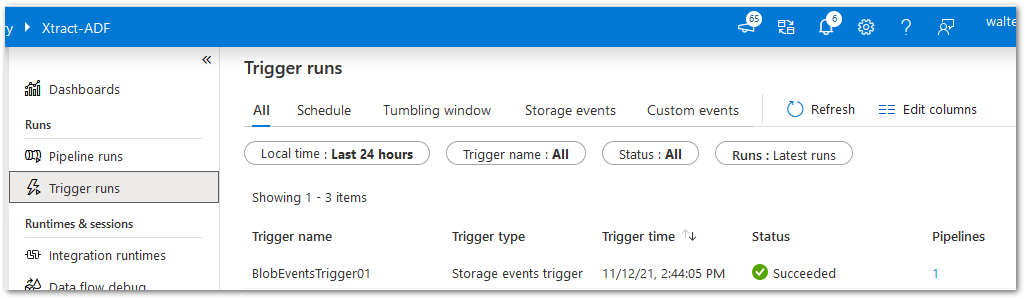 ry Xtract-ADF 65 6 walte
« 
Trigger runs
Dashboards
All Schedule Tumbling window Storage events Custom events Refresh Edit columns
Runs
Pipeline runs
Local time : Last 24 hours Trigger name : All Status : All Runs : Latest runs
Trigger runs
Showing 1 - 3 items
Runtimes & sessions
Trigger name Trigger type Trigger time ↑↓ Status Pipelines
Integration runtimes
BlobEventsTrigger01 Storage events trigger 11/12/21, 2:44:05 PM Succeeded 1
Data flow debug